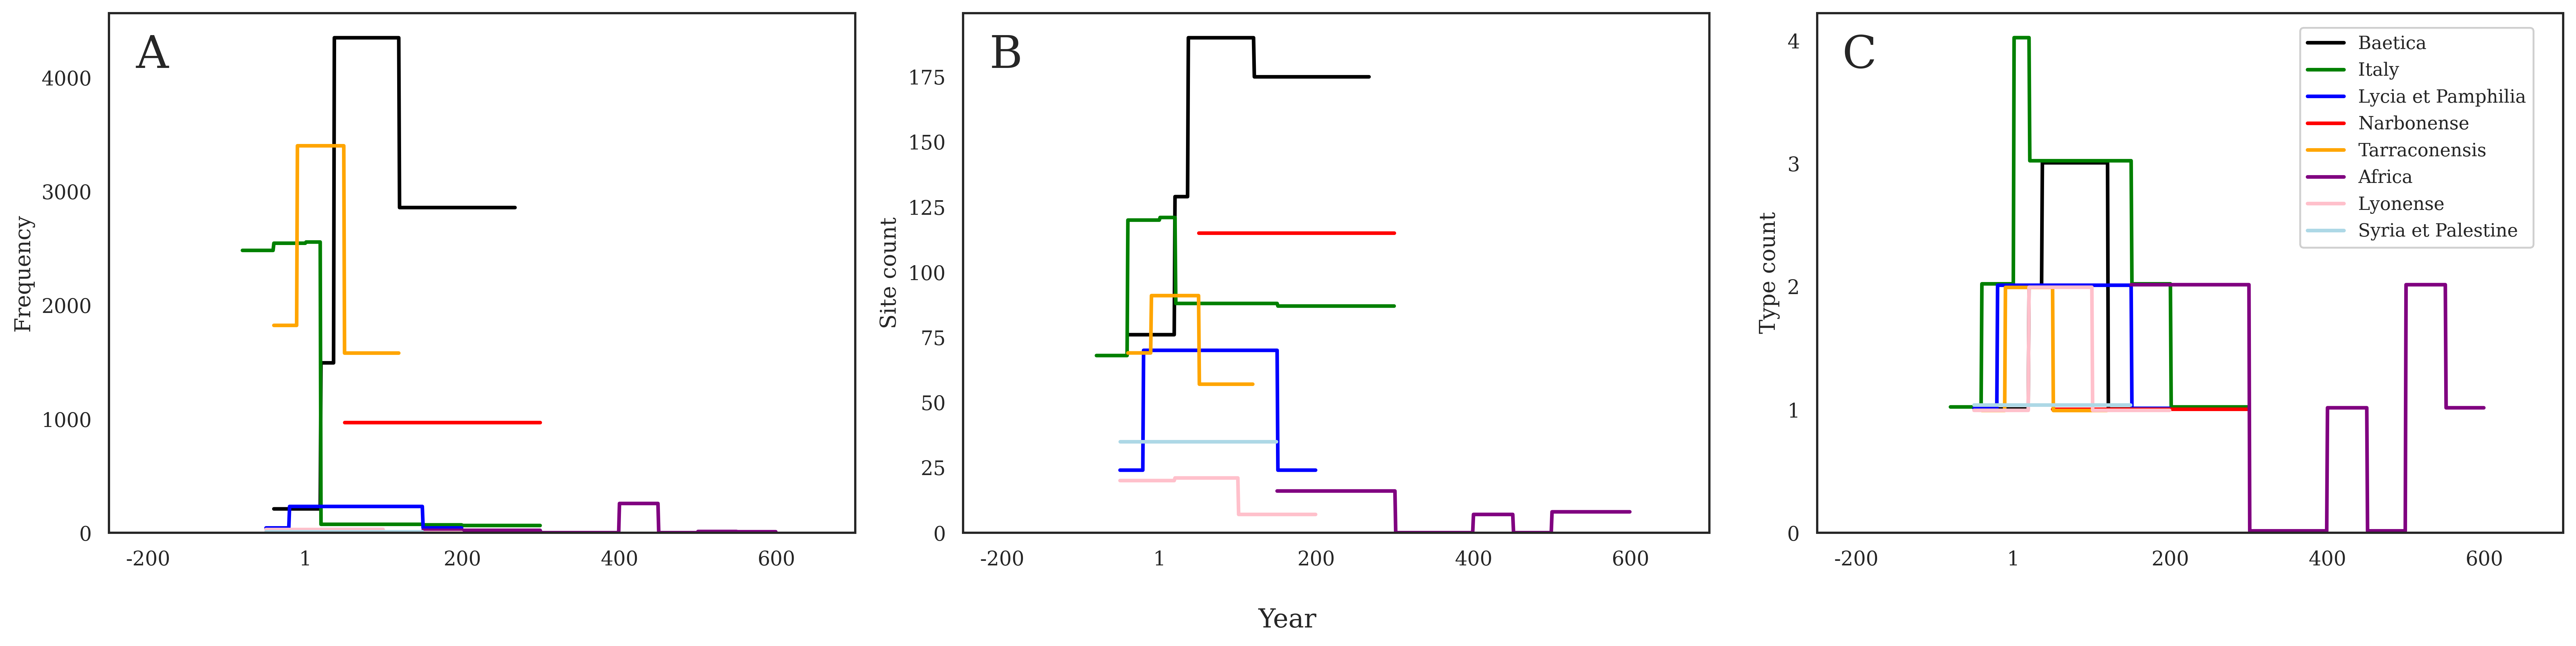 A
Frequency
4000
3000
2000
1000
0
-200 1 200 400 600
B
Site count
175
150
125
100
75
50
25
0
-200 1 200 400 600
C
Type count
4
3
2
1
0
-200 1 200 400 600
Baetica
Italy
Lycia et Pamphilia
Narbonense
Tarraconensis
Africa
Lyonense
Syria et Palestine
Year